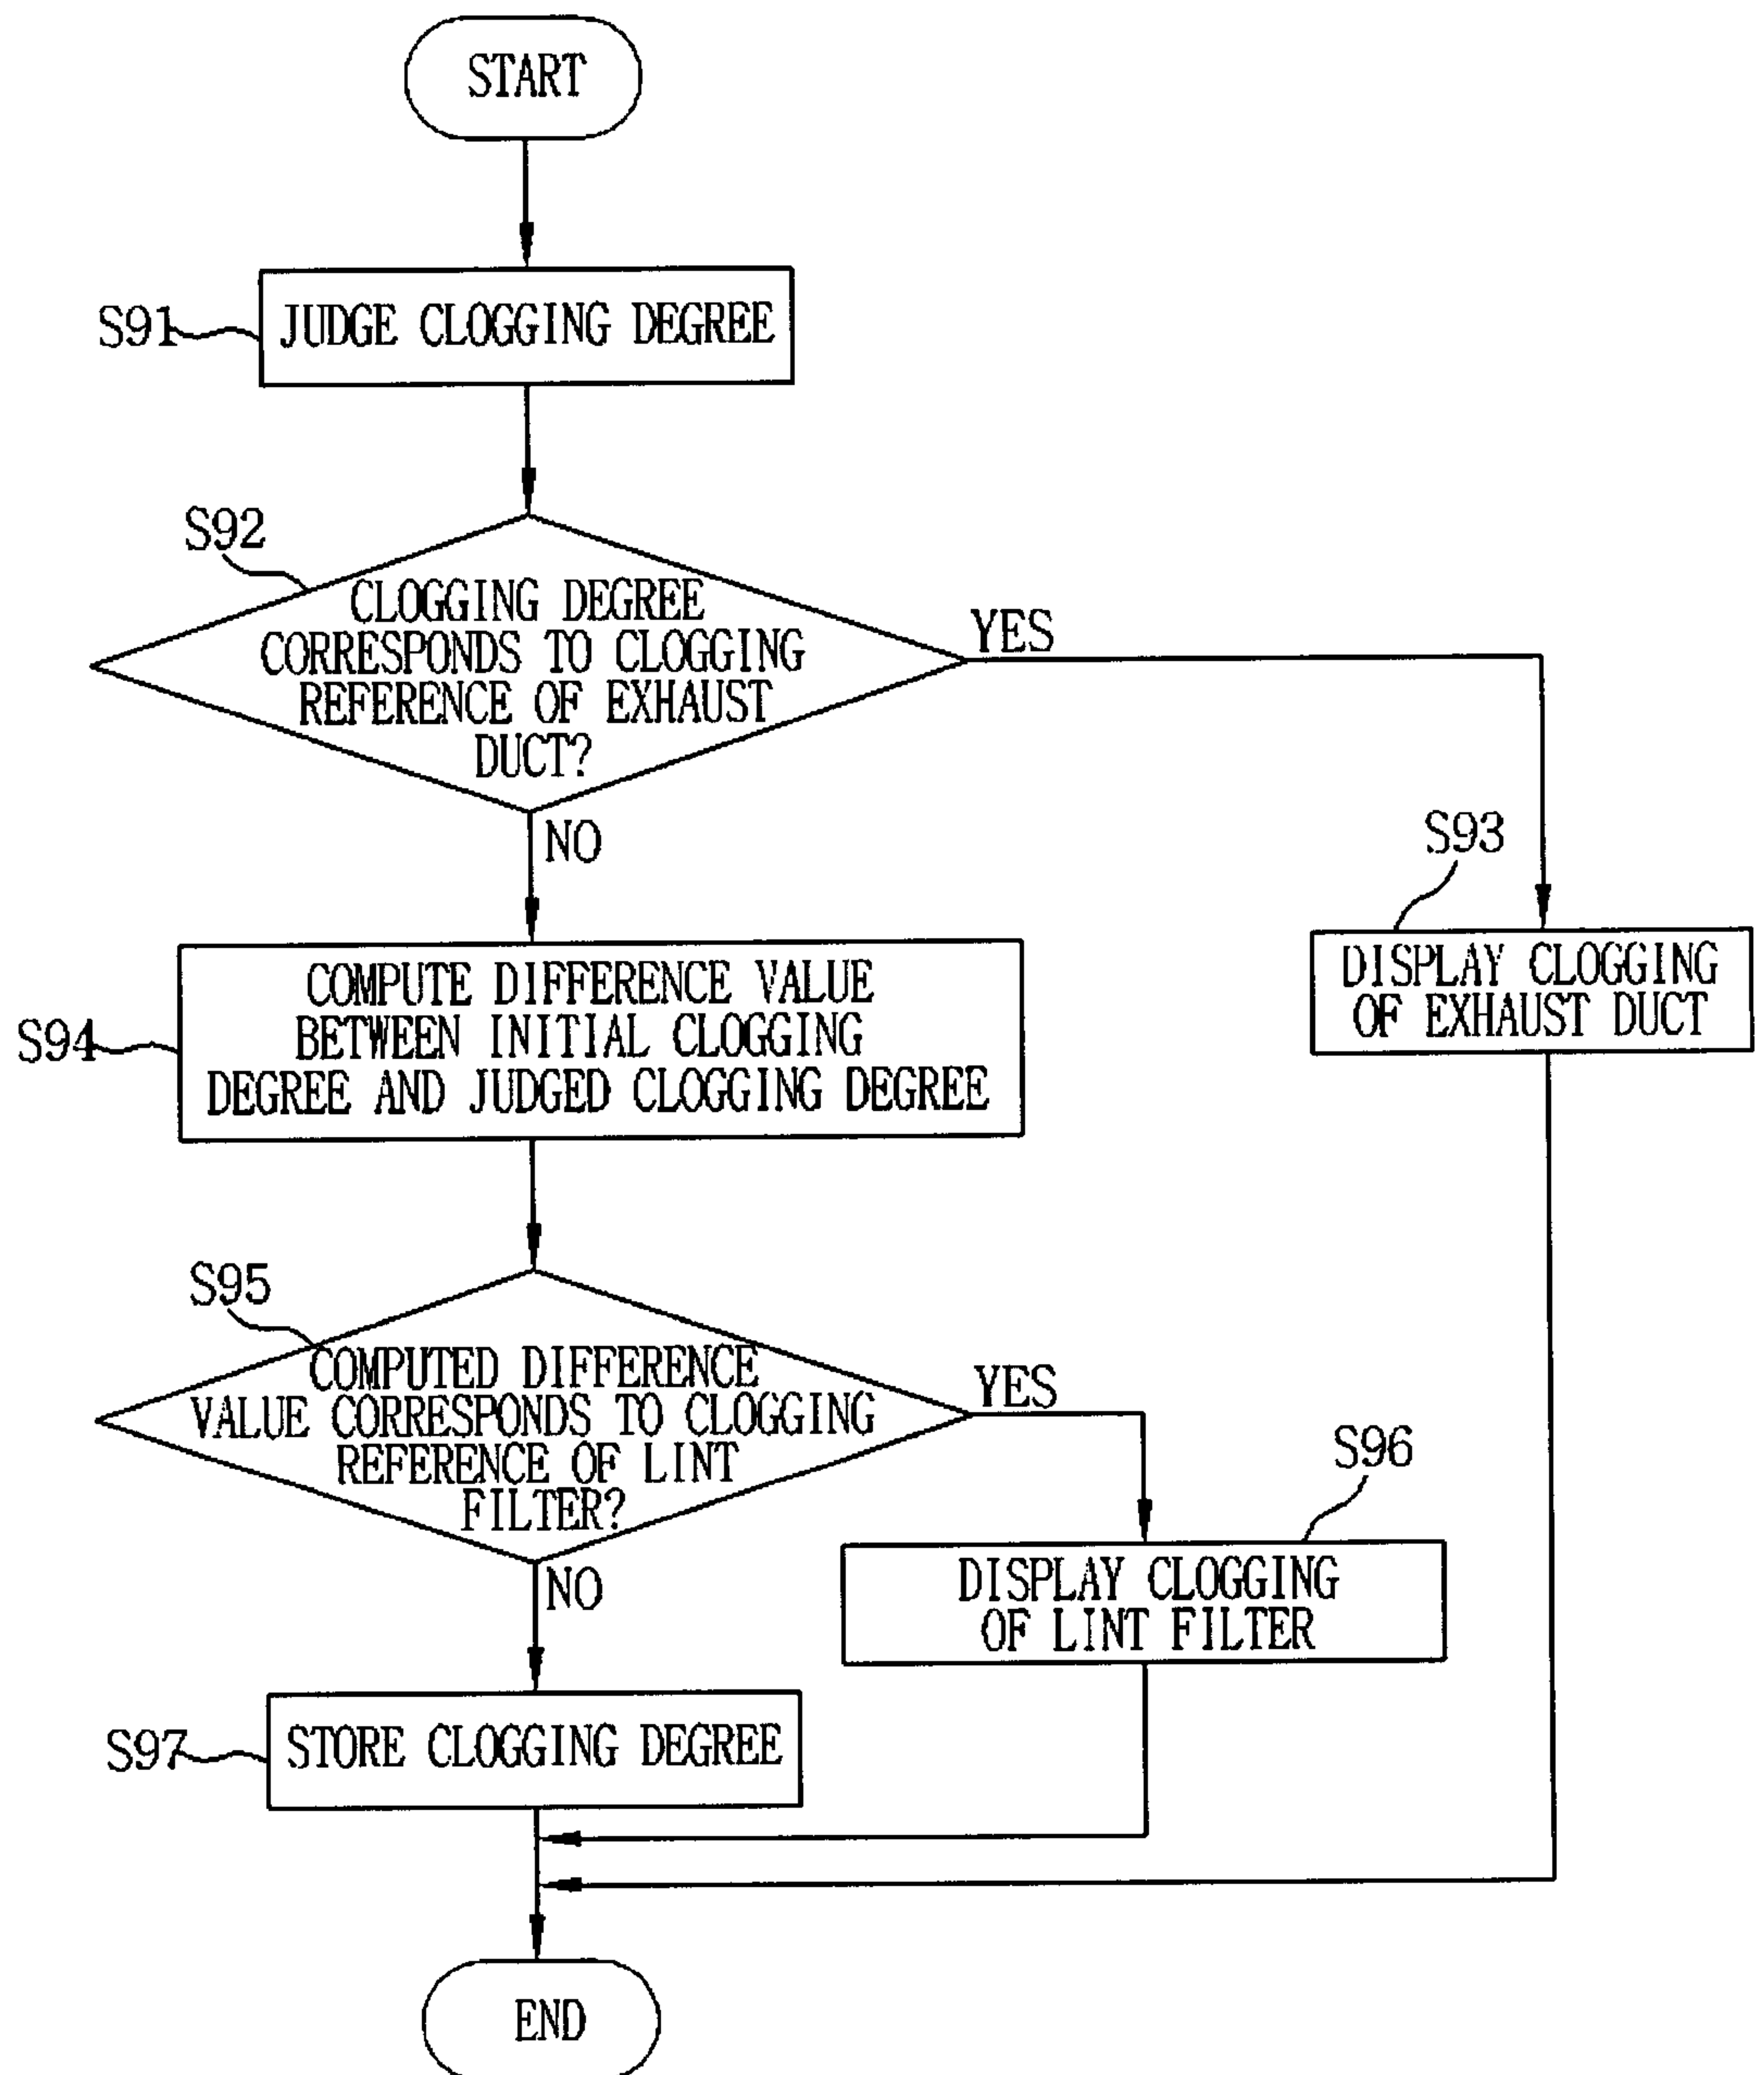 START
S91
JUDGE CLOGGING DEGREE
S92
CLOGGING DEGREE
CORRESPONDS TO CLOGGING
REFERENCE OF EXHAUST
DUCT?
YES
NO
S93
DISPLAY CLOGGING
OF EXHAUST DUCT
S94
COMPUTE DIFFERENCE VALUE
BETWEEN INITIAL CLOGGING
DEGREE AND JUDGED CLOGGING DEGREE
S95
COMPUTED DIFFERENCE
VALUE CORRESPONDS TO CLOGGING
REFERENCE OF LINT
FILTER?
YES
NO
S96
DISPLAY CLOGGING
OF LINT FILTER
S97
STORE CLOGGING DEGREE
END